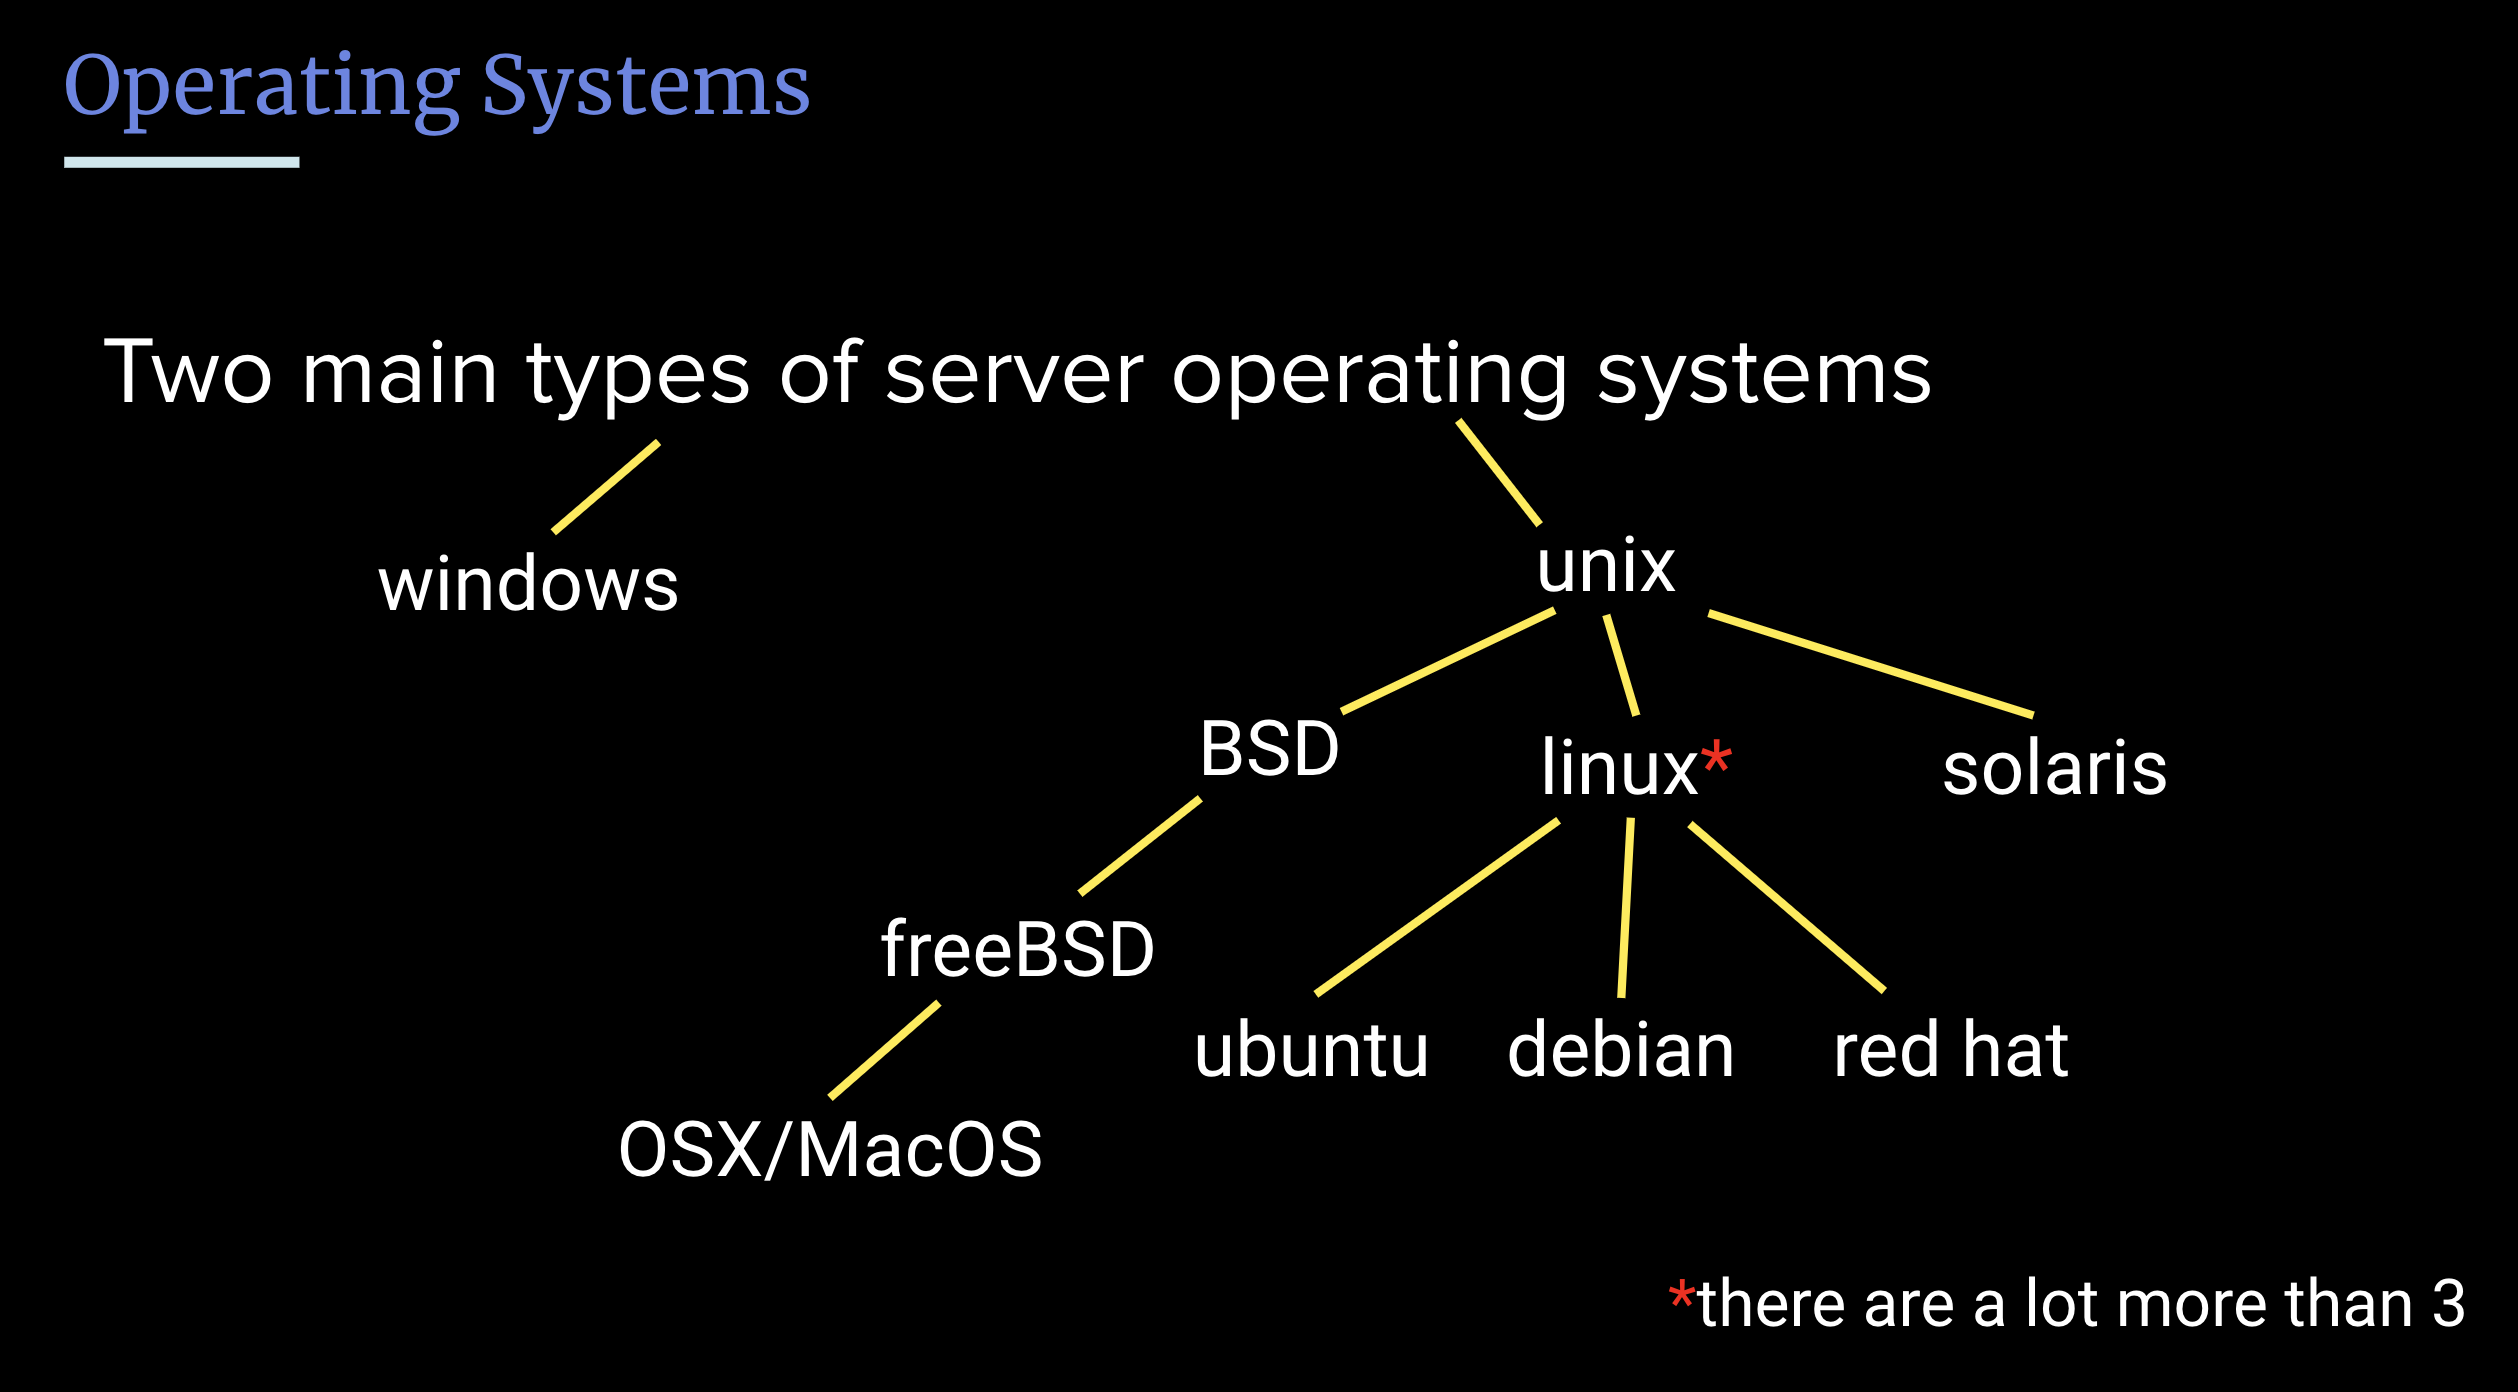 Operating Systems
Two main types of server operating systems
windows
unix
BSD
linux*
solaris
freeBSD
ubuntu
debian
red hat
OSX/MacOS
*there are a lot more than 3